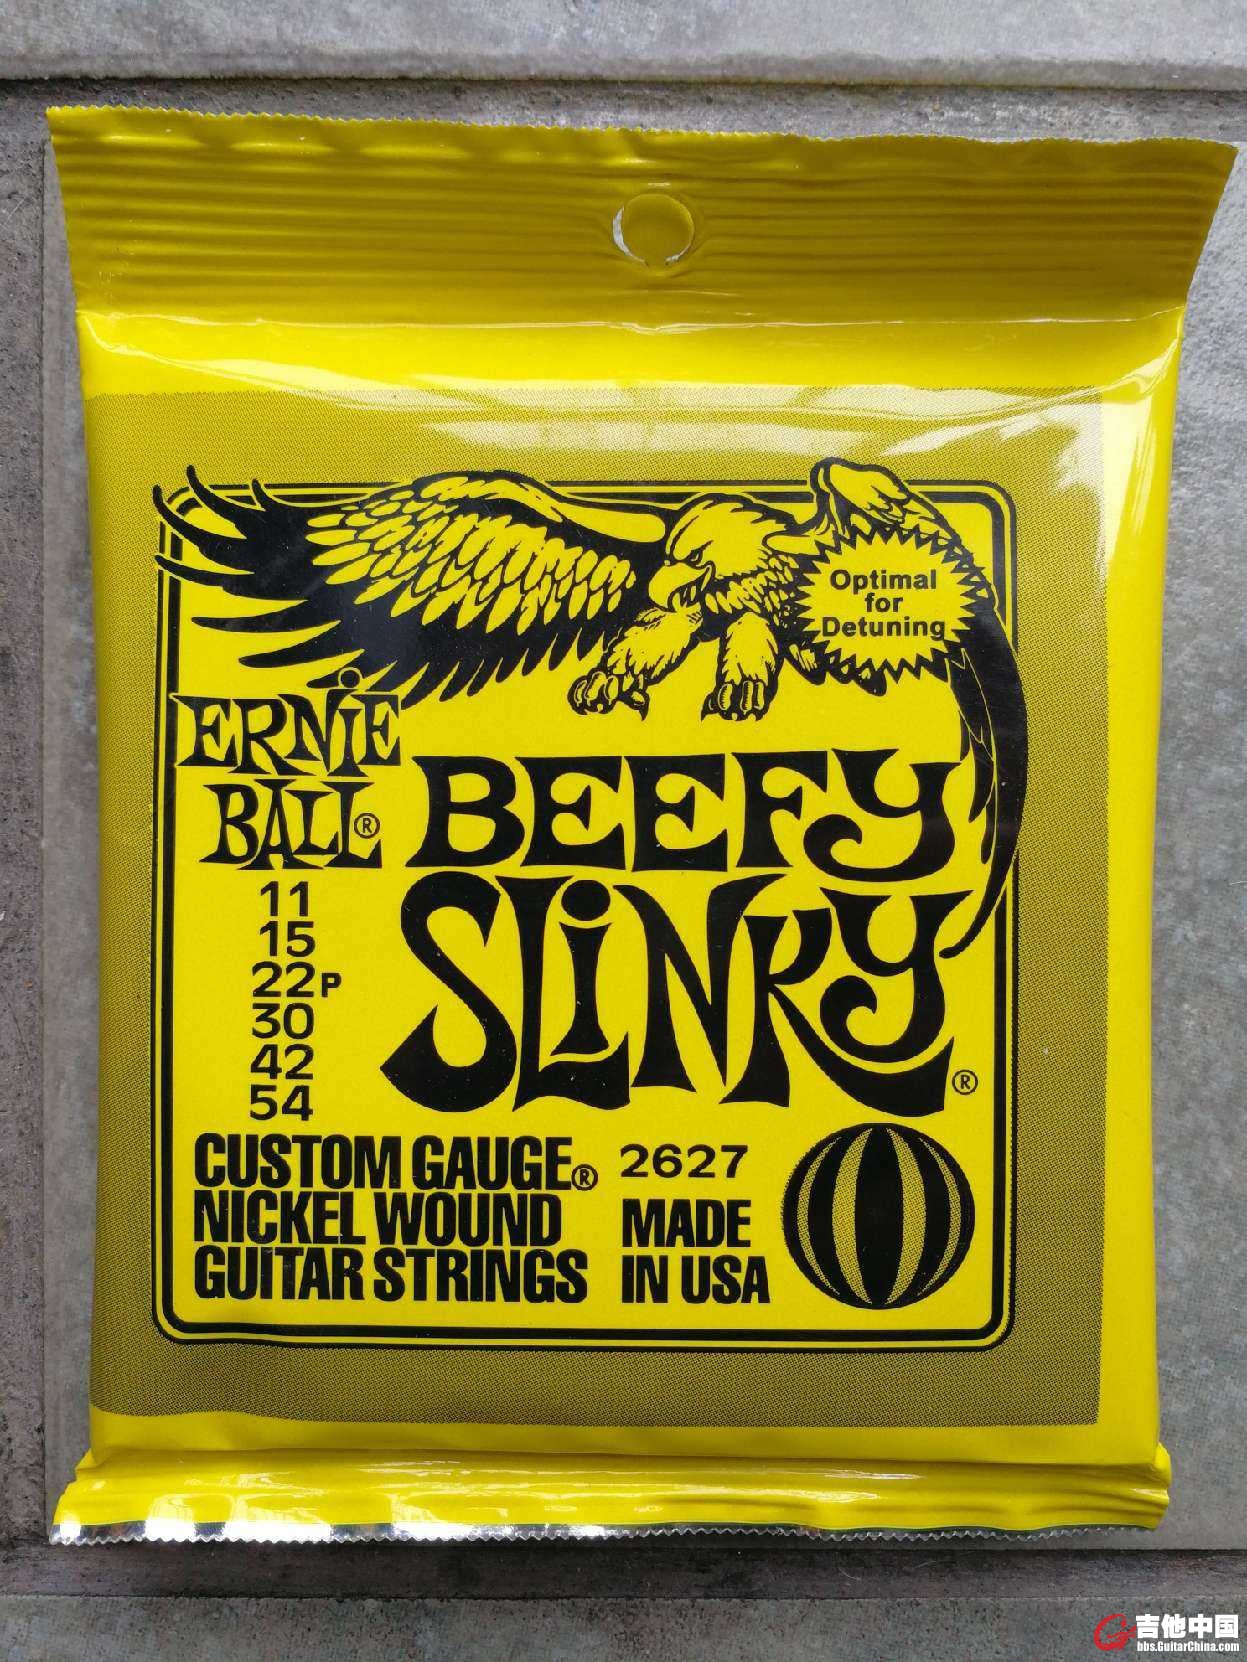 Optimal
for
Detuning
ERNiE
BALL®
BEEFY
SLiNKY®
11
15
22P
30
42
54
CUSTOM GAUGE®
NICKEL WOUND
GUITAR STRINGS
2627
MADE
IN USA
吉他中国
bbs.GuitarChina.com